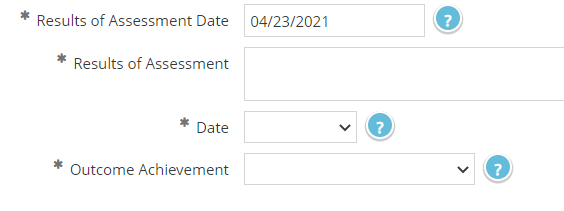 * Results of Assessment Date 04/23/2021 ?
* Results of Assessment
* Date ?
* Outcome Achievement ?